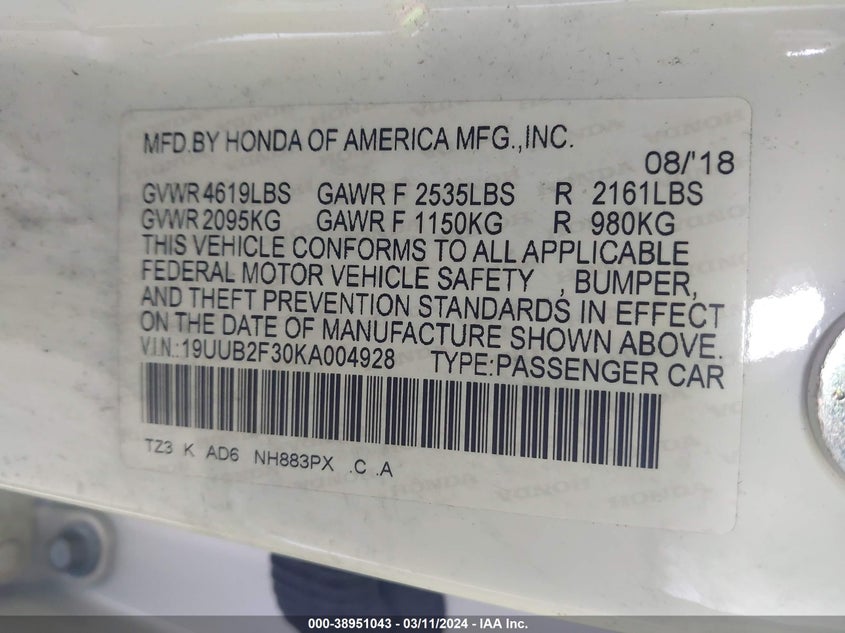 MFD.BY HONDA OF AMERICA MFG.,INC.
08/'18
GVWR 4619LBS GAWR F 2535LBS R 2161LBS
GVWR 2095KG GAWR F 1150KG R 980KG
THIS VEHICLE CONFORMS TO ALL APPLICABLE
FEDERAL MOTOR VEHICLE SAFETY , BUMPER,
AND THEFT PREVENTION STANDARDS IN EFFECT
ON THE DATE OF MANUFACTURE SHOWN ABOVE.
V.I.N.:19UUB2F30KA004928 TYPE:PASSENGER CAR
TZ3 K AD6 NH883PX .C .A
000-38951043 - 03/11/2024 - IAA Inc.